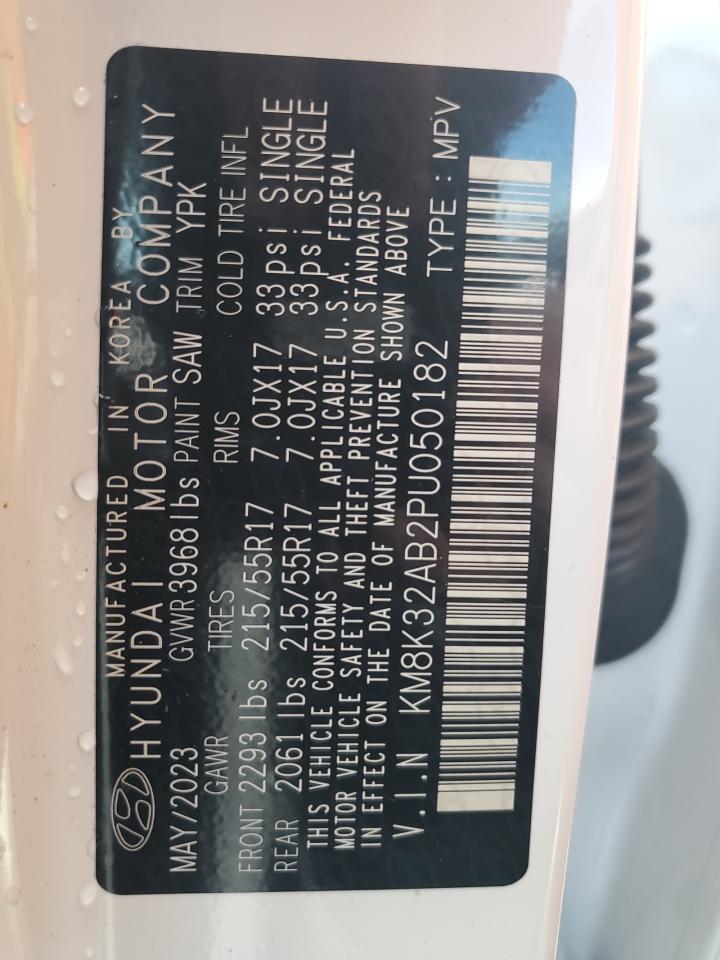 MANUFACTURED IN KOREA BY
HYUNDAI MOTOR COMPANY
MAY/2023 GVWR 3968 lbs PAINT SAW TRIM YPK
GAWR TIRES RIMS COLD TIRE INFL
FRONT 2293 lbs 215/55R17 7.0JX17 33psi SINGLE
REAR 2061 lbs 215/55R17 7.0JX17 33psi SINGLE
THIS VEHICLE CONFORMS TO ALL APPLICABLE U.S.A. FEDERAL
MOTOR VEHICLE SAFETY AND THEFT PREVENTION STANDARDS
IN EFFECT ON THE DATE OF MANUFACTURE SHOWN ABOVE
V.I.N KM8K32AB2PU050182 TYPE : MPV